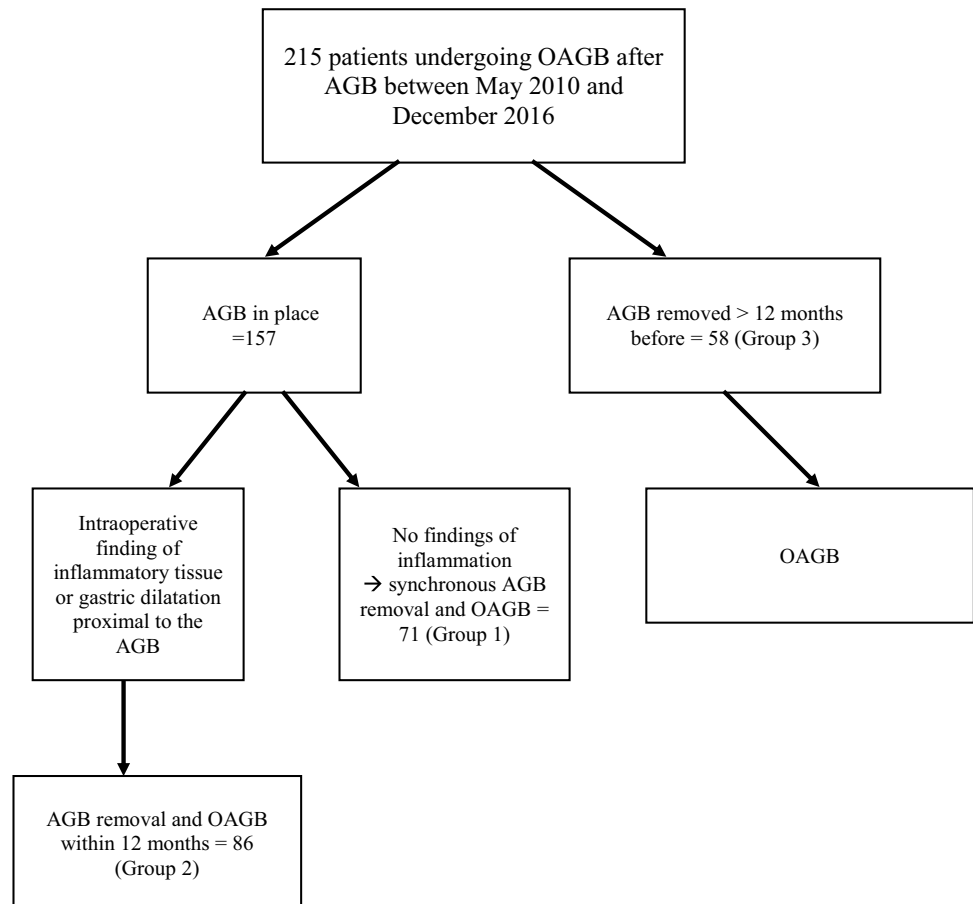 215 patients undergoing OAGB after
AGB between May 2010 and
December 2016
AGB in place
=157
AGB removed > 12 months
before = 58 (Group 3)
Intraoperative
finding of
inflammatory tissue
or gastric dilatation
proximal to the
AGB
No findings of
inflammation
→ synchronous AGB
removal and OAGB =
71 (Group 1)
OAGB
AGB removal and OAGB
within 12 months = 86
(Group 2)